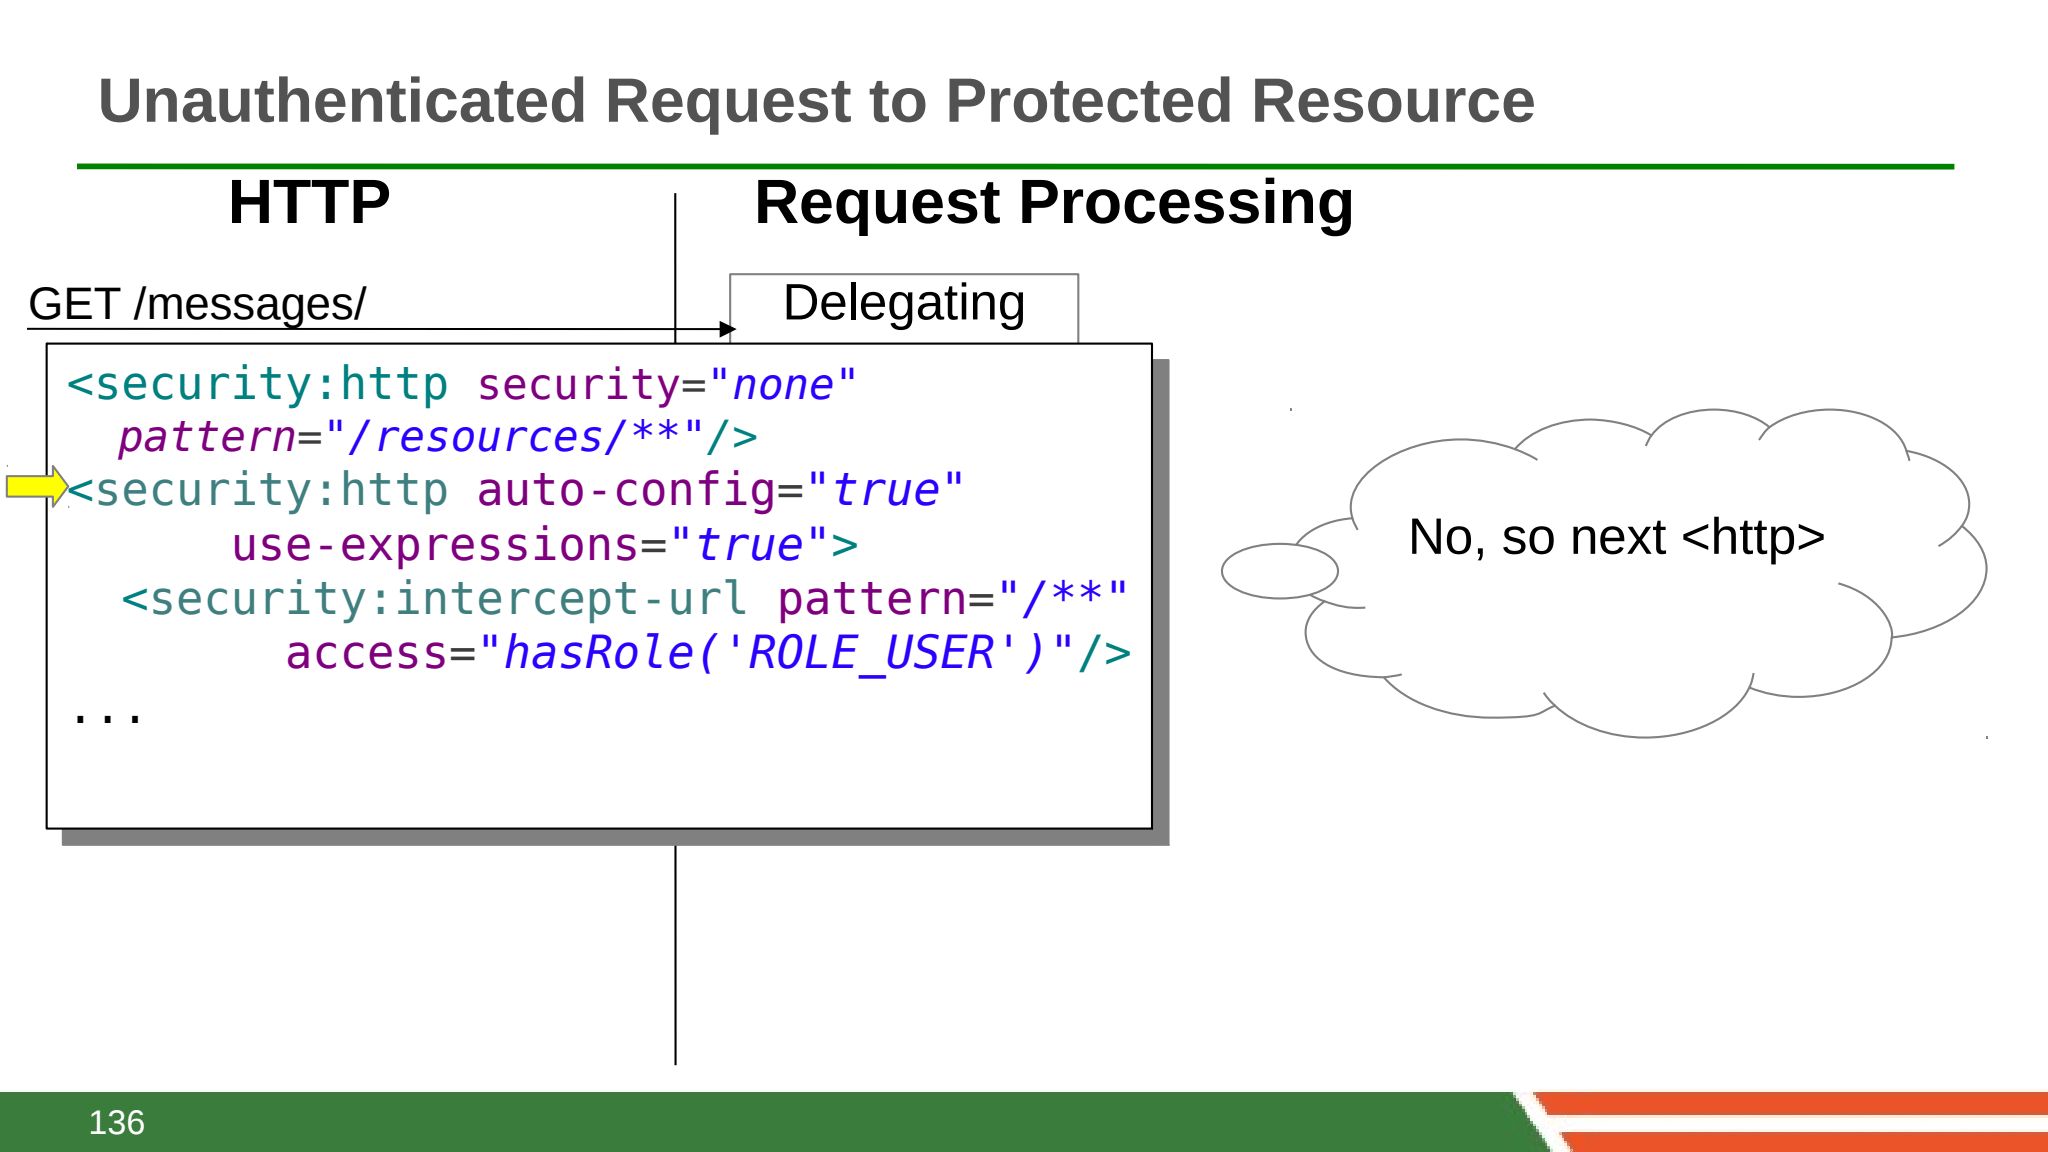 Unauthenticated Request to Protected Resource
HTTP
Request Processing
GET /messages/
Delegating
<security:http security="none"
pattern="/resources/**"/>
<security:http auto-config="true"
use-expressions="true">
<security:intercept-url pattern="/**"
access="hasRole('ROLE_USER')"/>
...
No, so next <http>
136